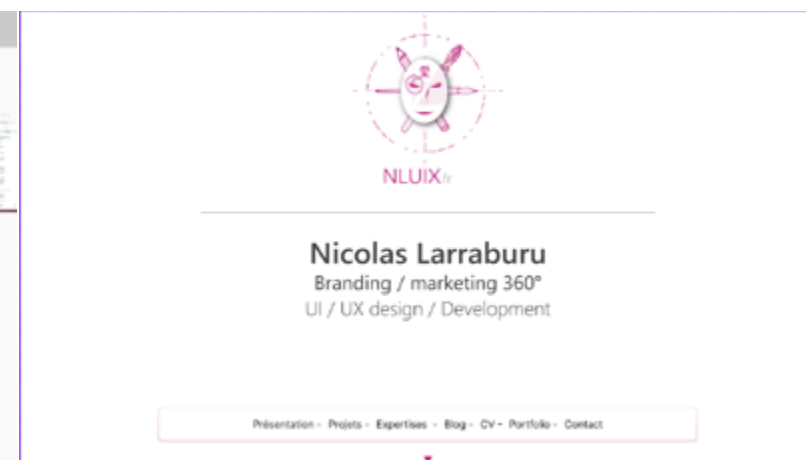 NLUIX.fr
Nicolas Larraburu
Branding / marketing 360°
UI / UX design / Development
Présentation - Projets - Expertises - Blog - CV - Portfolio - Contact